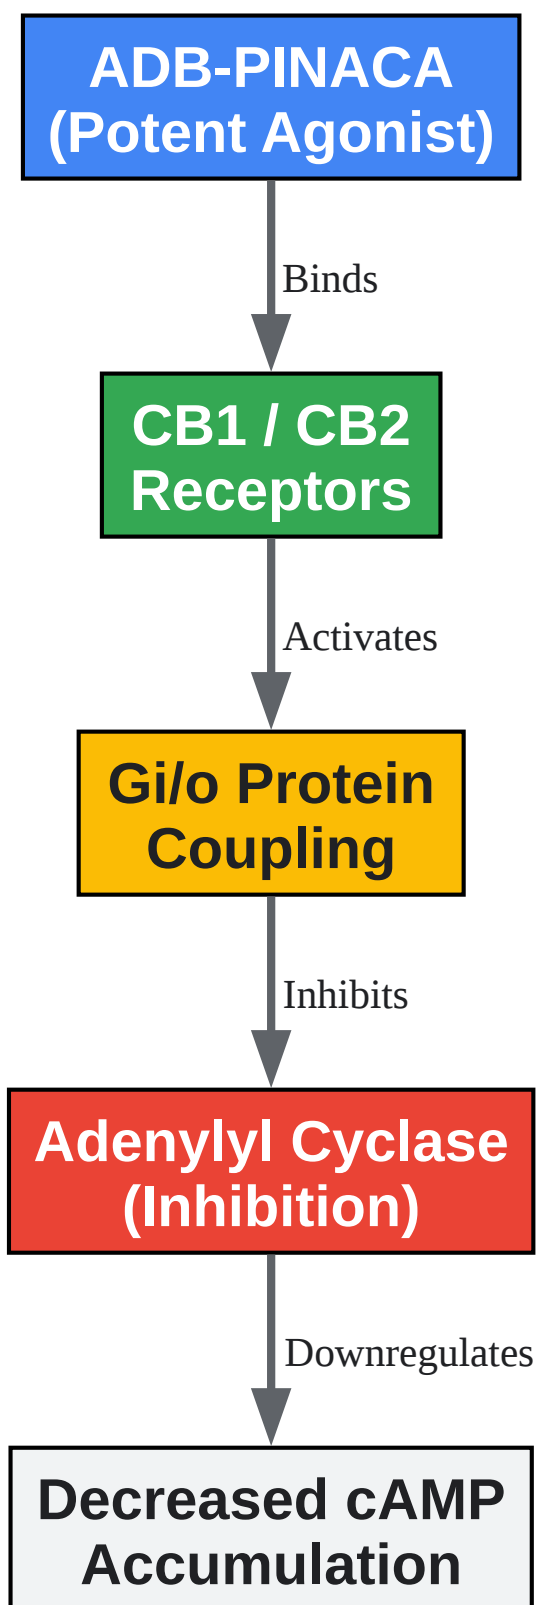 ADB-PINACA
(Potent Agonist)
Binds
CB1 / CB2
Receptors
Activates
Gi/o Protein
Coupling
Inhibits
Adenylyl Cyclase
(Inhibition)
Downregulates
Decreased cAMP
Accumulation